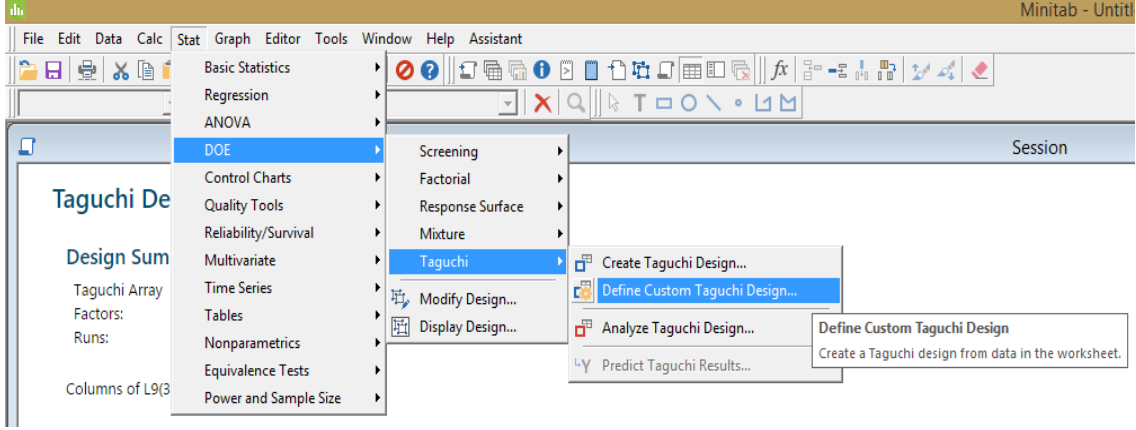 Minitab - Untitl
File Edit Data Calc Stat Graph Editor Tools Window Help Assistant
Basic Statistics
Regression
ANOVA
DOE
Control Charts
Quality Tools
Reliability/Survival
Multivariate
Time Series
Tables
Nonparametrics
Equivalence Tests
Power and Sample Size
Screening
Factorial
Response Surface
Mixture
Taguchi
Modify Design...
Display Design...
Create Taguchi Design...
Define Custom Taguchi Design...
Analyze Taguchi Design...
Predict Taguchi Results...
Define Custom Taguchi Design
Create a Taguchi design from data in the worksheet.
Session
Taguchi De
Design Sum
Taguchi Array
Factors:
Runs:
Columns of L9(3